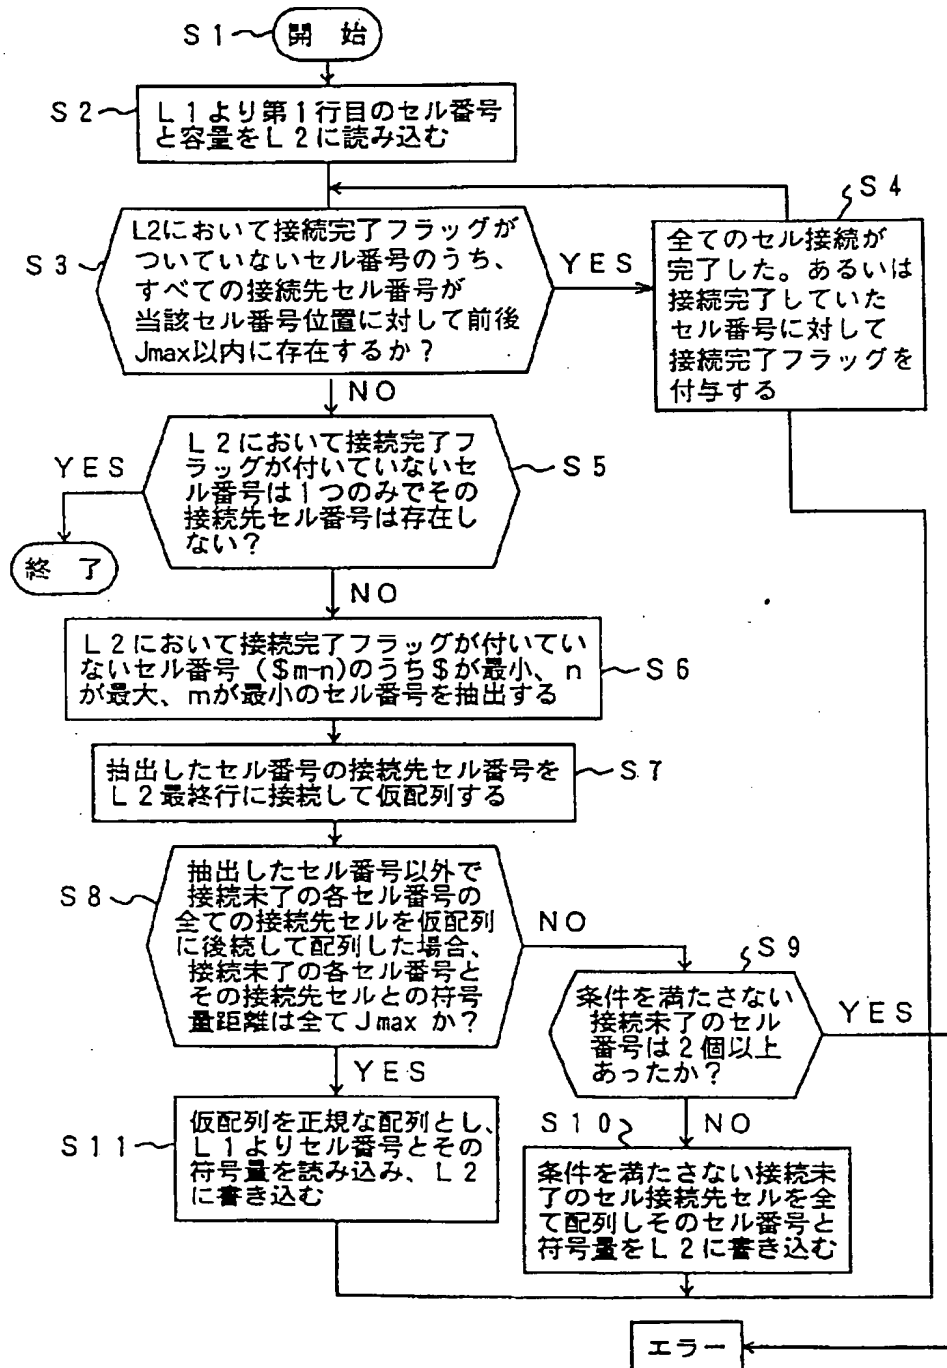 S1
開 始
S2
L1より第1行目のセル番号
と容量をL2に読み込む
S3
L2において接続完了フラッグが
ついていないセル番号のうち、
すべての接続先セル番号が
当該セル番号位置に対して前後
Jmax以内に存在するか？
YES
S4
全てのセル接続が
完了した。あるいは
接続完了していた
セル番号に対して
接続完了フラッグを
付与する
NO
L2において接続完了フ
ラッグが付いていないセ
ル番号は1つのみでその
接続先セル番号は存在し
ない？
S5
YES
終 了
NO
L2において接続完了フラッグが付いてい
ないセル番号（$m-n）のうち$が最小、n
が最大、mが最小のセル番号を抽出する
S6
抽出したセル番号の接続先セル番号を
L2最終行に接続して仮配列する
S7
S8
抽出したセル番号以外で
接続未了の各セル番号の
全ての接続先セルを仮配列
に後続して配列した場合、
接続未了の各セル番号と
その接続先セルとの符号
量距離は全てJmaxか？
NO
S9
条件を満たさない
接続未了のセル
番号は2個以上
あったか？
YES
YES
NO
S11
仮配列を正規な配列とし、
L1よりセル番号とその
符号量を読み込み、L2
に書き込む
S10
条件を満たさない接続未
了のセル接続先セルを全
て配列しそのセル番号と
符号量をL2に書き込む
エラー